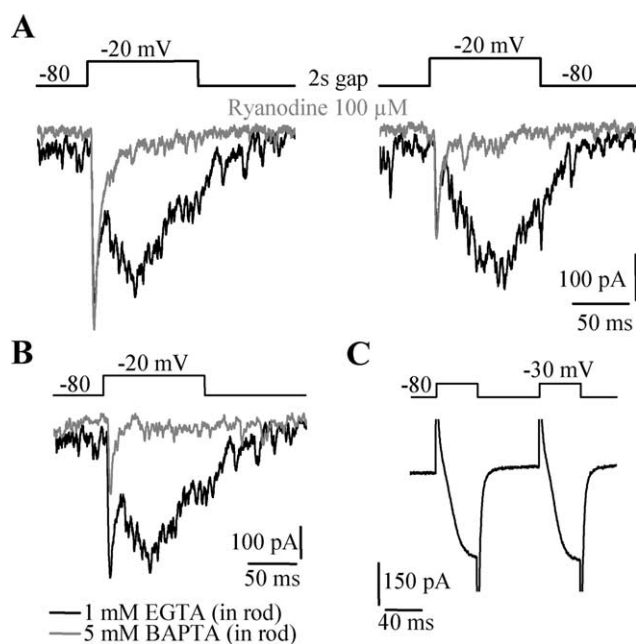 A
-20 mV
-20 mV
-80
2s gap
-80
Ryanodine 100 µM
100 pA
50 ms
B
-20 mV
-80
100 pA
50 ms
1 mM EGTA (in rod)
5 mM BAPTA (in rod)
C
-30 mV
-80
150 pA
40 ms